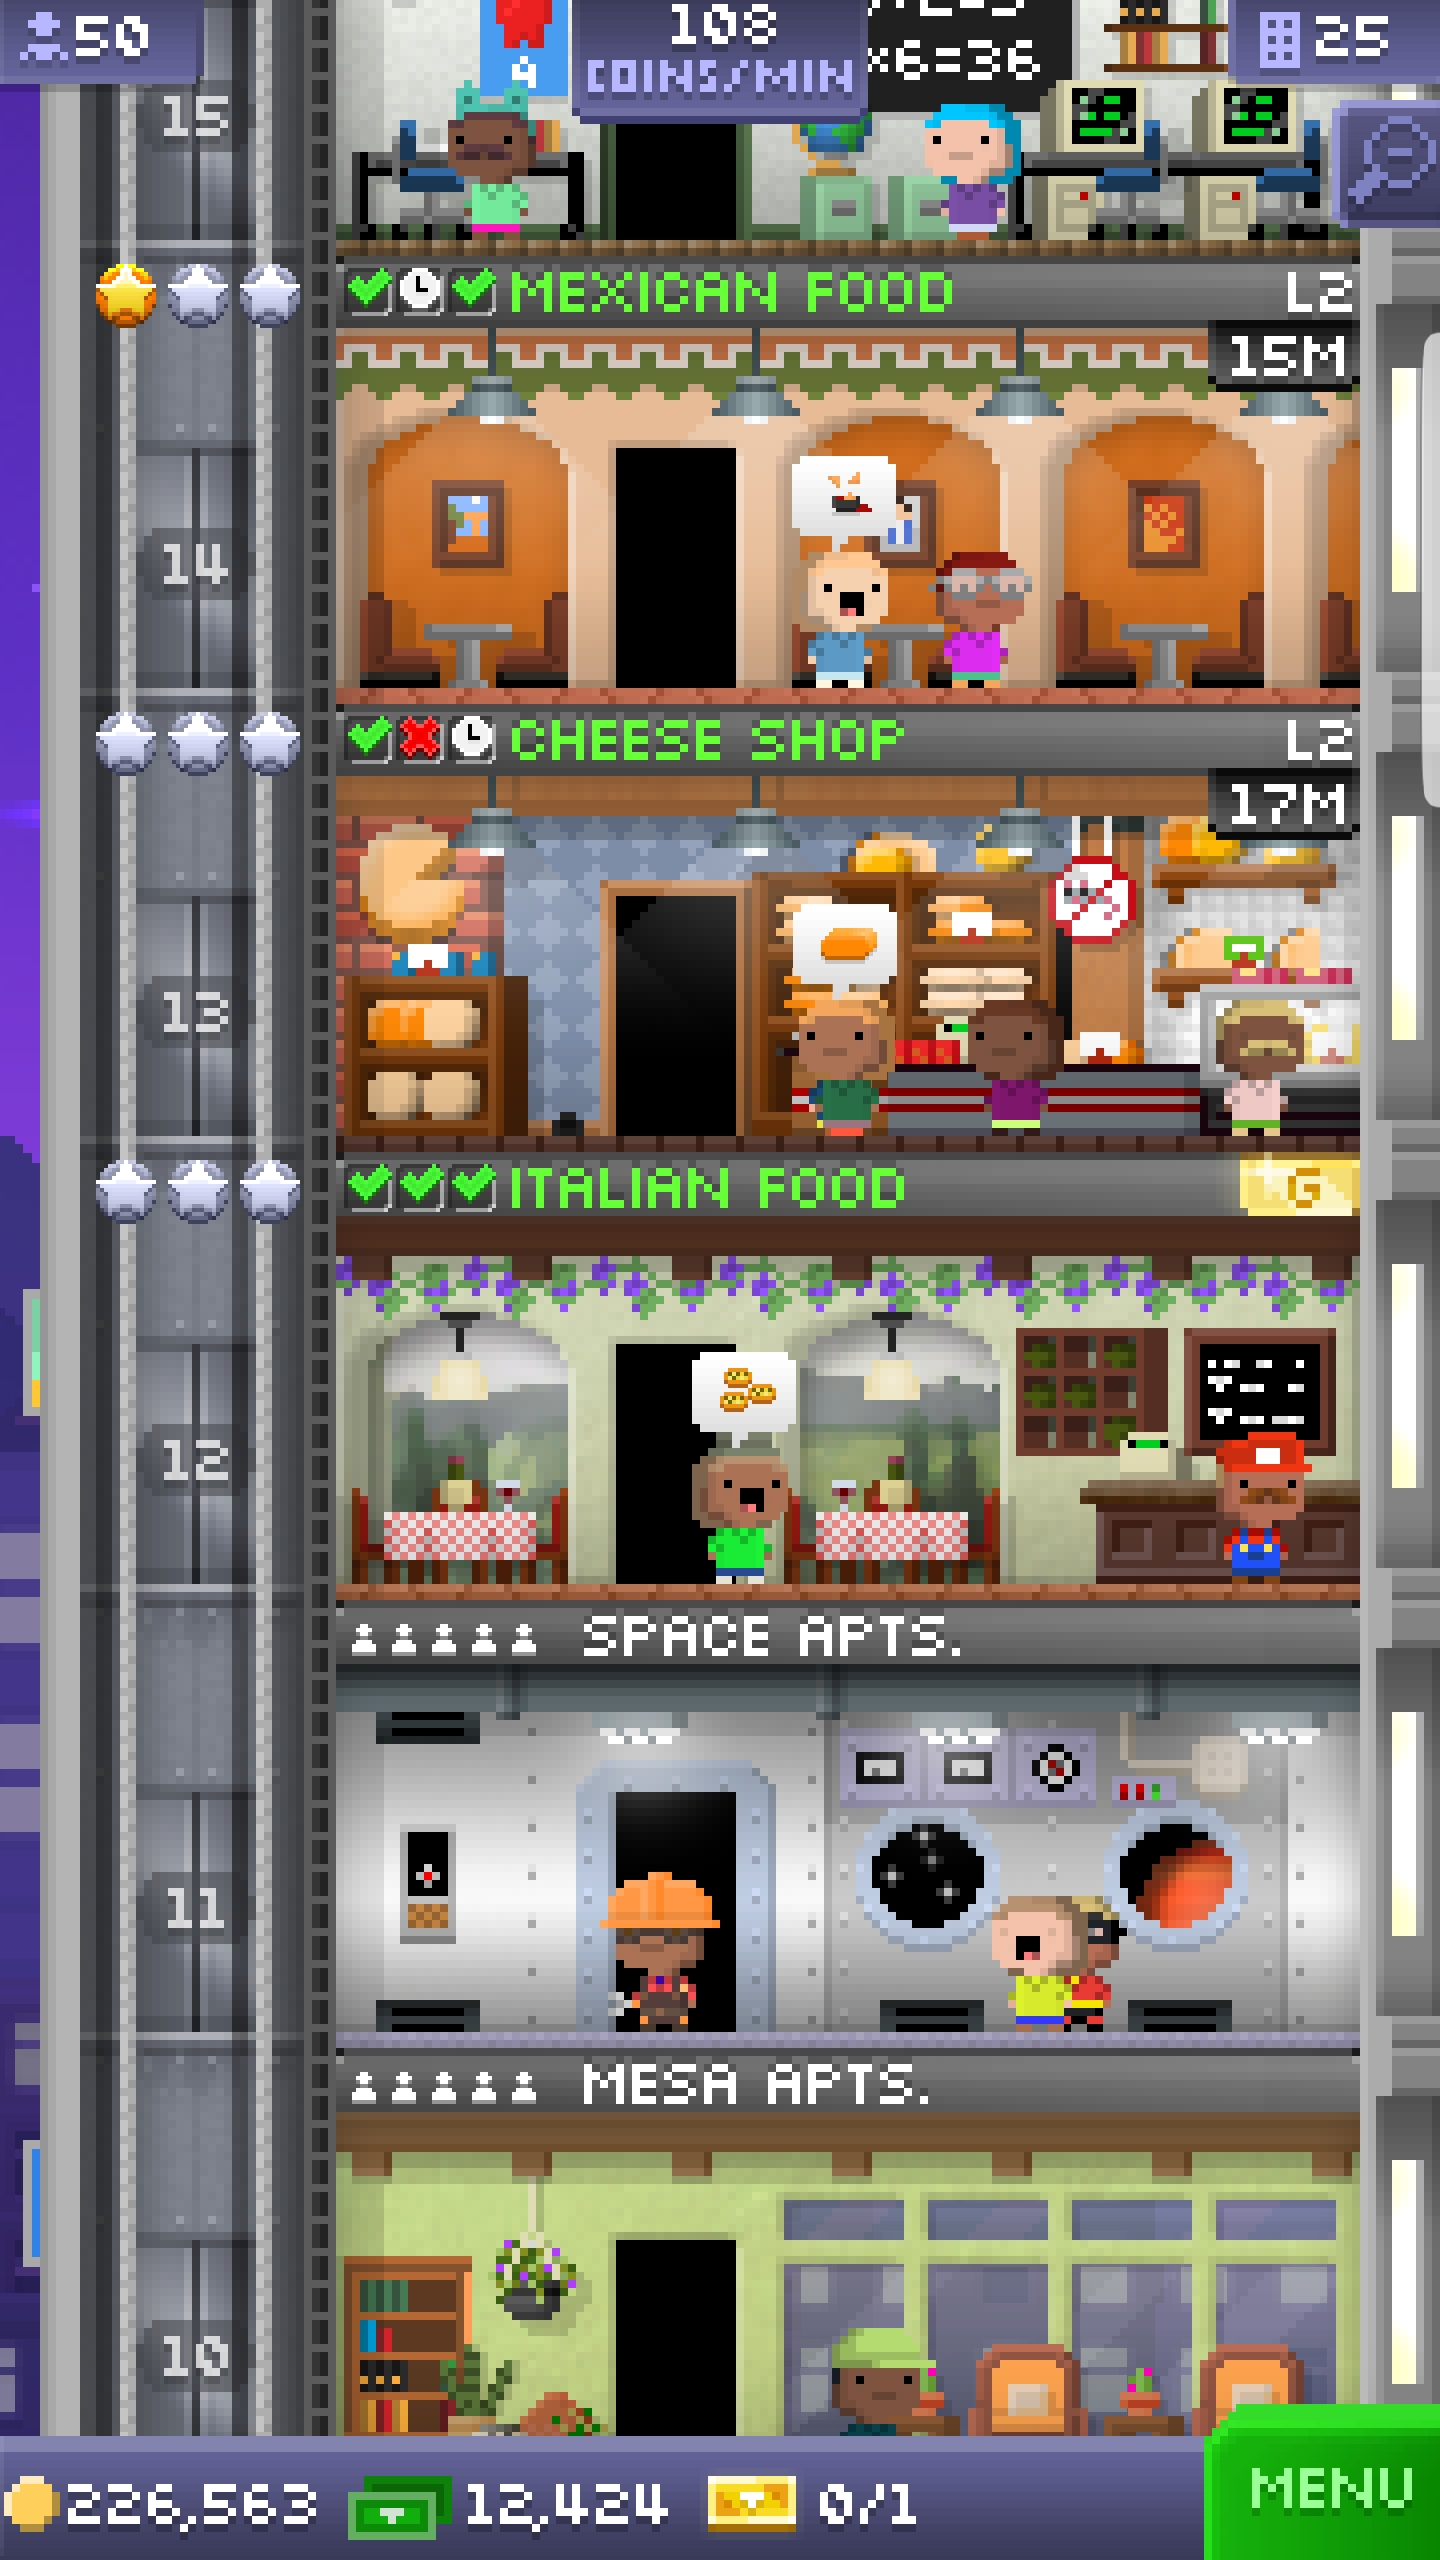 50
108
COINS/MIN
25
4
×6=36
15
MEXICAN FOOD L2
15M
14
CHEESE SHOP L2
17M
13
ITALIAN FOOD G
12
SPACE APTS.
11
MESA APTS.
10
226,563 12,424 0/1
MENU